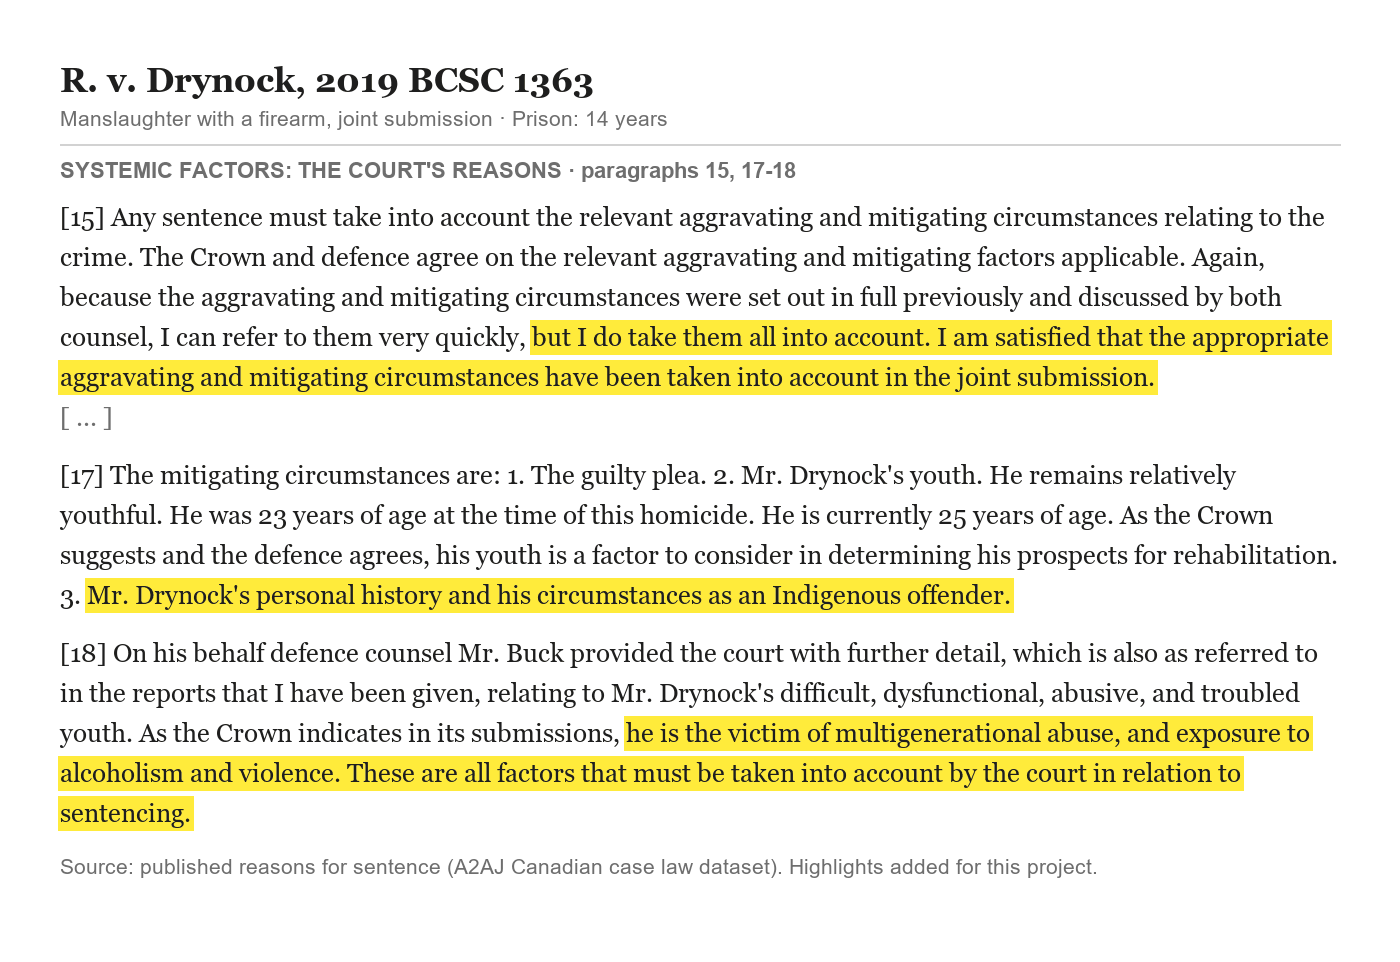 R. v. Drynock, 2019 BCSC 1363
Manslaughter with a firearm, joint submission · Prison: 14 years
SYSTEMIC FACTORS: THE COURT'S REASONS · paragraphs 15, 17-18
[15] Any sentence must take into account the relevant aggravating and mitigating circumstances relating to the
crime. The Crown and defence agree on the relevant aggravating and mitigating factors applicable. Again,
because the aggravating and mitigating circumstances were set out in full previously and discussed by both
counsel, I can refer to them very quickly, but I do take them all into account. I am satisfied that the appropriate
aggravating and mitigating circumstances have been taken into account in the joint submission.
[ ... ]
[17] The mitigating circumstances are: 1. The guilty plea. 2. Mr. Drynock's youth. He remains relatively
youthful. He was 23 years of age at the time of this homicide. He is currently 25 years of age. As the Crown
suggests and the defence agrees, his youth is a factor to consider in determining his prospects for rehabilitation.
3. Mr. Drynock's personal history and his circumstances as an Indigenous offender.
[18] On his behalf defence counsel Mr. Buck provided the court with further detail, which is also as referred to
in the reports that I have been given, relating to Mr. Drynock's difficult, dysfunctional, abusive, and troubled
youth. As the Crown indicates in its submissions, he is the victim of multigenerational abuse, and exposure to
alcoholism and violence. These are all factors that must be taken into account by the court in relation to
sentencing.
Source: published reasons for sentence (A2AJ Canadian case law dataset). Highlights added for this project.